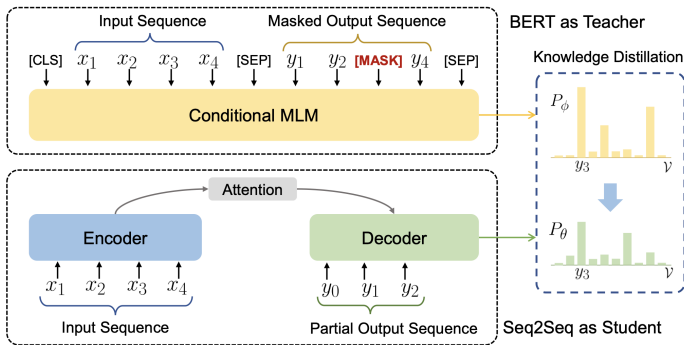 Input Sequence
Masked Output Sequence
BERT as Teacher
[CLS] x₁ x₂ x₃ x₄ [SEP] y₁ y₂ [MASK] y₄ [SEP]
Conditional MLM
Knowledge Distillation
P_ϕ
y₃ 𝒱
Attention
Encoder
Decoder
P_θ
y₃ 𝒱
x₁ x₂ x₃ x₄
y₀ y₁ y₂
Input Sequence
Partial Output Sequence
Seq2Seq as Student